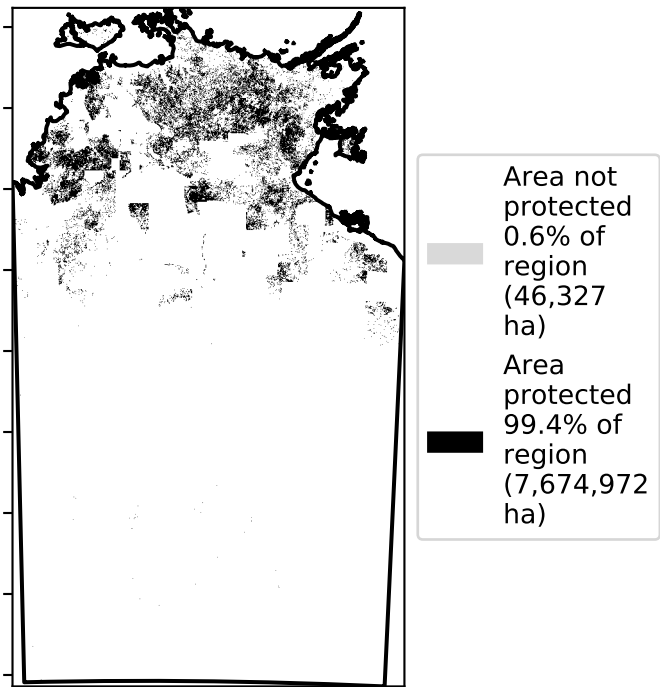 Area not
protected
0.6% of
region
(46,327
ha)
Area
protected
99.4% of
region
(7,674,972
ha)